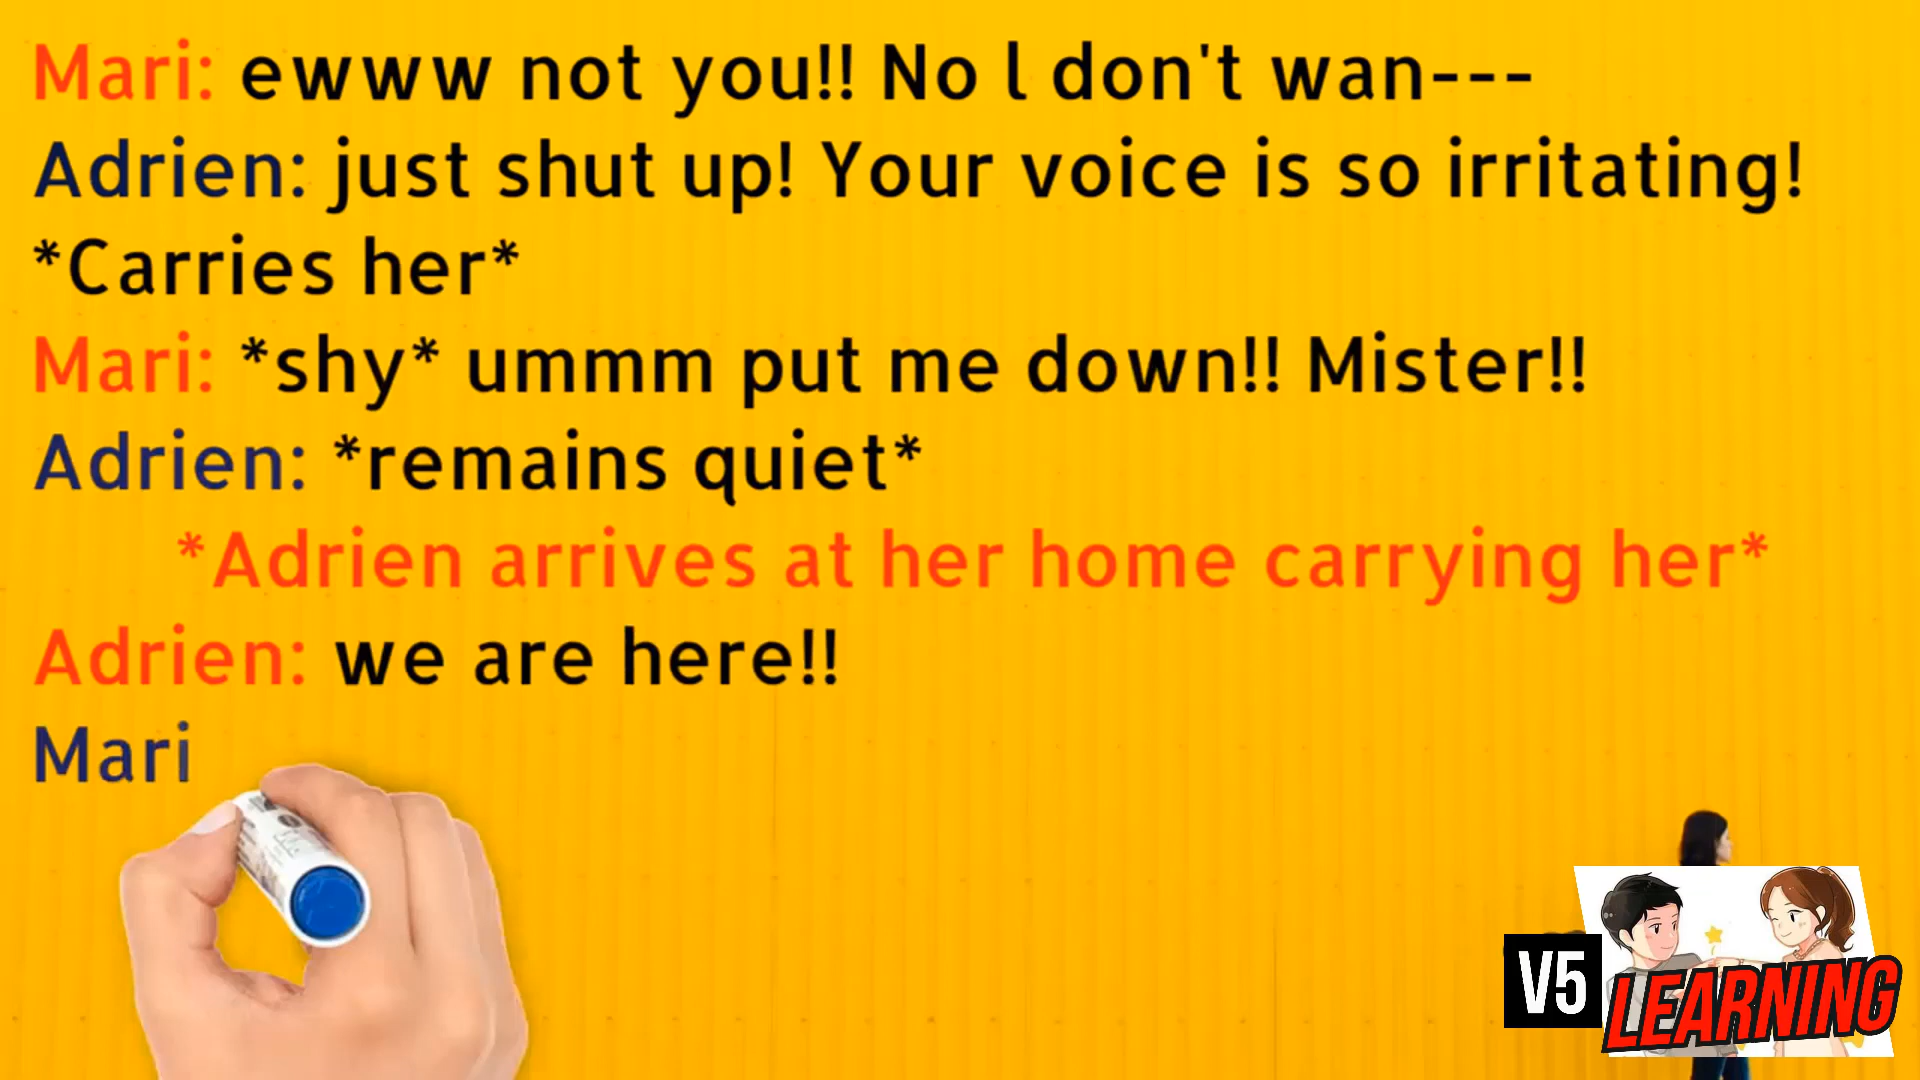 Mari: ewww not you!! No l don't wan---
Adrien: just shut up! Your voice is so irritating!
*Carries her*
Mari: *shy* ummm put me down!! Mister!!
Adrien: *remains quiet*
*Adrien arrives at her home carrying her*
Adrien: we are here!!
Mari
V5
LEARNING